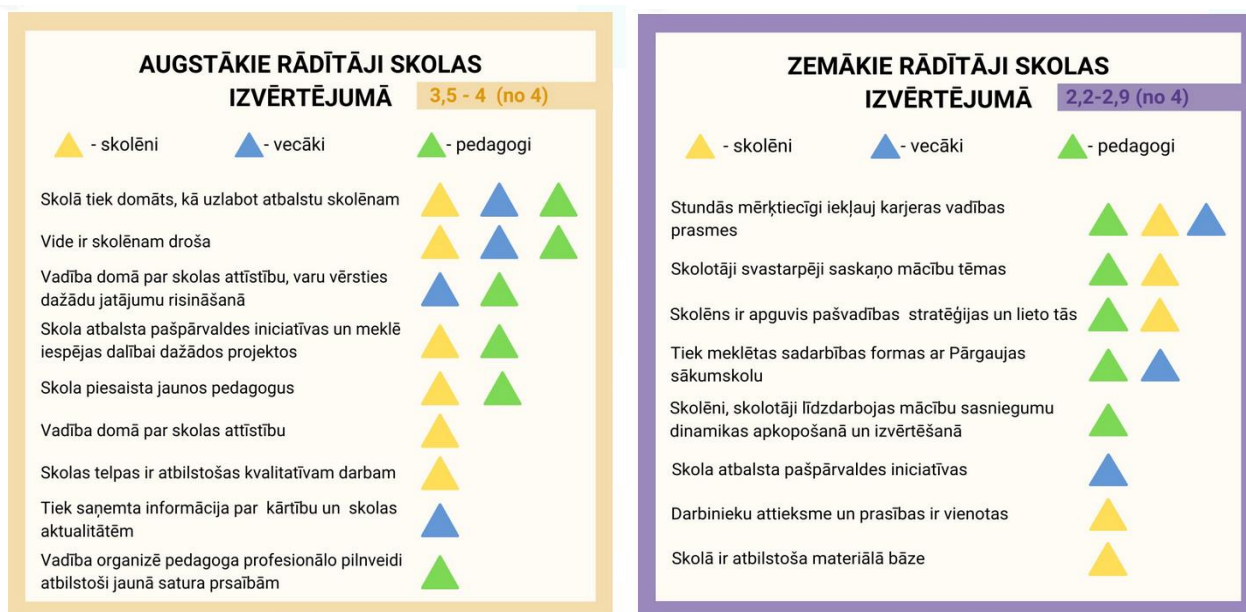 AUGSTĀKIE RĀDĪTĀJI SKOLAS
IZVĒRTĒJUMĀ 3,5 - 4 (no 4)
- skolēni - vecāki - pedagogi
Skolā tiek domāts, kā uzlabot atbalstu skolēnam
Vide ir skolēnam droša
Vadība domā par skolas attīstību, varu vērsties
dažādu jatājumu risināšanā
Skola atbalsta pašpārvaldes iniciatīvas un meklē
iespējas dalībai dažādos projektos
Skola piesaista jaunos pedagogus
Vadība domā par skolas attīstību
Skolas telpas ir atbilstošas kvalitatīvam darbam
Tiek saņemta informācija par kārtību un skolas
aktualitātēm
Vadība organizē pedagoga profesionālo pilnveidi
atbilstoši jaunā satura prsaībām
ZEMĀKIE RĀDĪTĀJI SKOLAS
IZVĒRTĒJUMĀ 2,2-2,9 (no 4)
- skolēni - vecāki - pedagogi
Stundās mērķtiecīgi iekļauj karjeras vadības
prasmes
Skolotāji svastarpēji saskaņo mācību tēmas
Skolēns ir apguvis pašvadības stratēģijas un lieto tās
Tiek meklētas sadarbības formas ar Pārgaujas
sākumskolu
Skolēni, skolotāji līdzdarbojas mācību sasniegumu
dinamikas apkopošanā un izvērtēšanā
Skola atbalsta pašpārvaldes iniciatīvas
Darbinieku attieksme un prasības ir vienotas
Skolā ir atbilstoša materiālā bāze